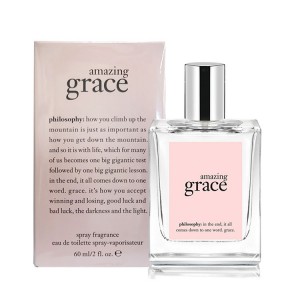 amazing
grace
philosophy: how you climb up the
mountain is just as important as
how you get down the mountain.
and so it is with life, which for many
of us becomes one big gigantic test
followed by one big gigantic lesson.
in the end, it all comes down to one
word. grace. it's how you accept
winning and losing, good luck and
bad luck, the darkness and the light.
spray fragrance
eau de toilette spray-vaporisateur
60 ml/2 fl. oz. e
amazing
grace
philosophy: in the end, it all
comes down to one word. grace.